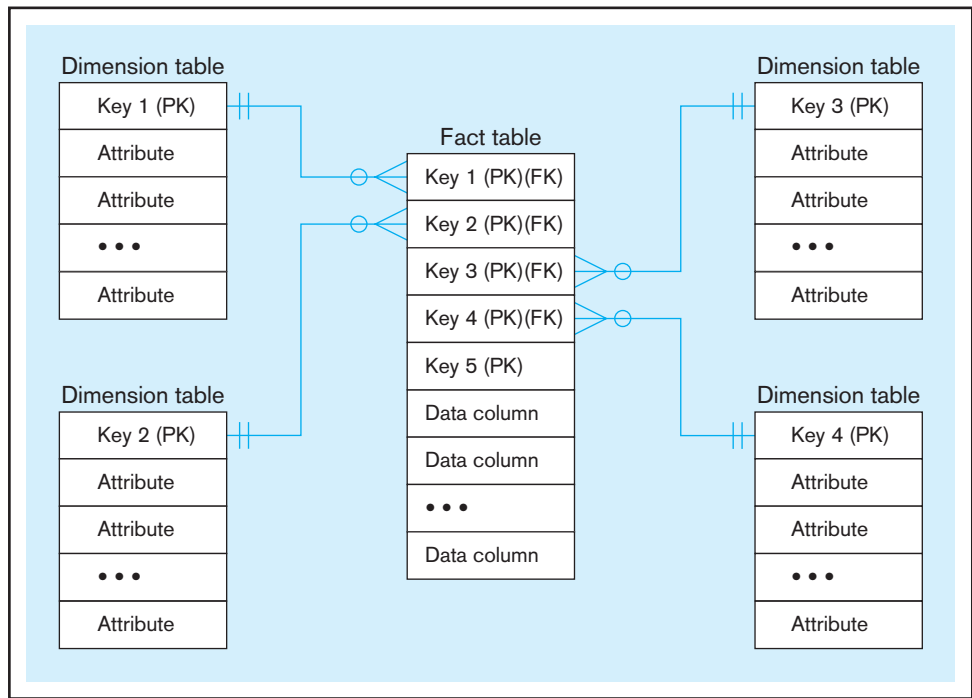 Dimension table
Key 1 (PK)
Attribute
Attribute
• • •
Attribute
Dimension table
Key 2 (PK)
Attribute
Attribute
• • •
Attribute
Fact table
Key 1 (PK)(FK)
Key 2 (PK)(FK)
Key 3 (PK)(FK)
Key 4 (PK)(FK)
Key 5 (PK)
Data column
Data column
• • •
Data column
Dimension table
Key 3 (PK)
Attribute
Attribute
• • •
Attribute
Dimension table
Key 4 (PK)
Attribute
Attribute
• • •
Attribute